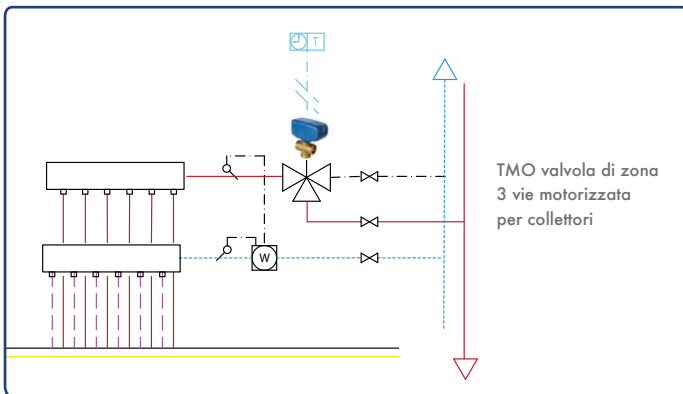 T
TMO valvola di zona
3 vie motorizzata
per collettori
W